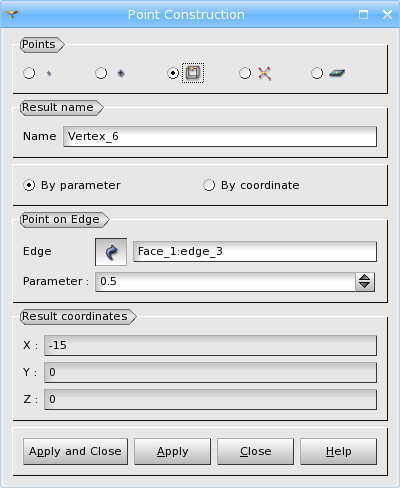 Point Construction
Points
Result name
Name Vertex_6
By parameter By coordinate
Point on Edge
Edge Face_1:edge_3
Parameter : 0.5
Result coordinates
X : -15
Y : 0
Z : 0
Apply and Close Apply Close Help